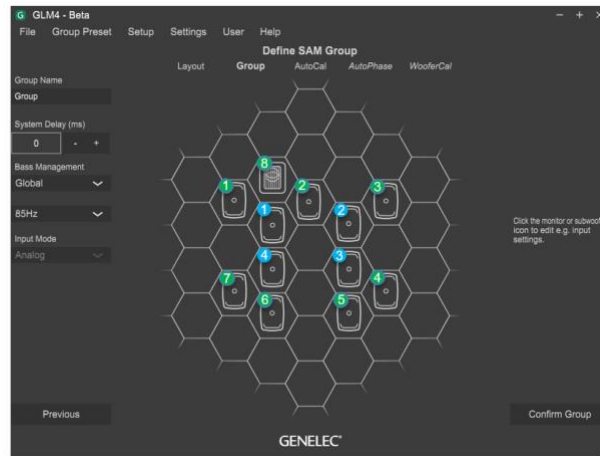 G GLM4 - Beta
File Group Preset Setup Settings User Help
Define SAM Group
Layout Group AutoCal AutoPhase WooferCal
Group Name
Group
System Delay (ms)
0 - +
Bass Management
Global
85Hz
Input Mode
Analog
8
1 2 3
1 2
4 3
7 4
6 5
Click the monitor or subwoof
icon to edit e.g. input
settings.
Previous
Confirm Group
GENELEC®